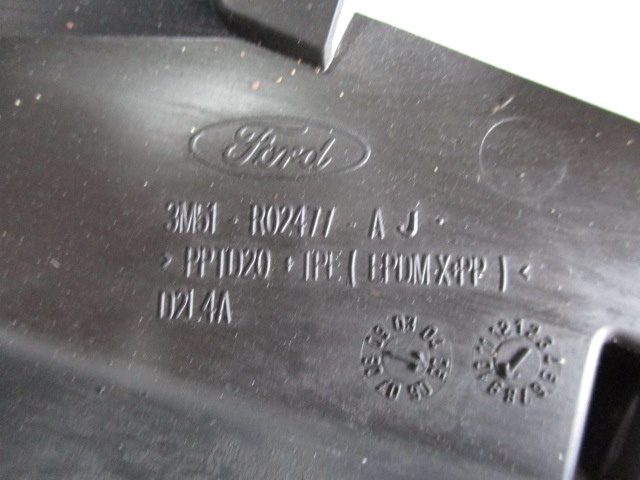 Ford
3M51 - R02477 - A J
> PPTD20 + TPE ( EPDM-X+PP ) <
D2L4A